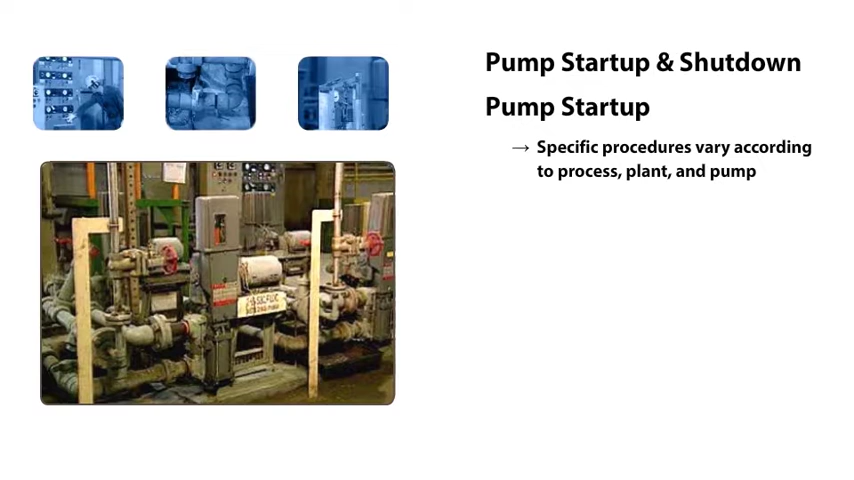 Pump Startup & Shutdown
Pump Startup
→ Specific procedures vary according
to process, plant, and pump